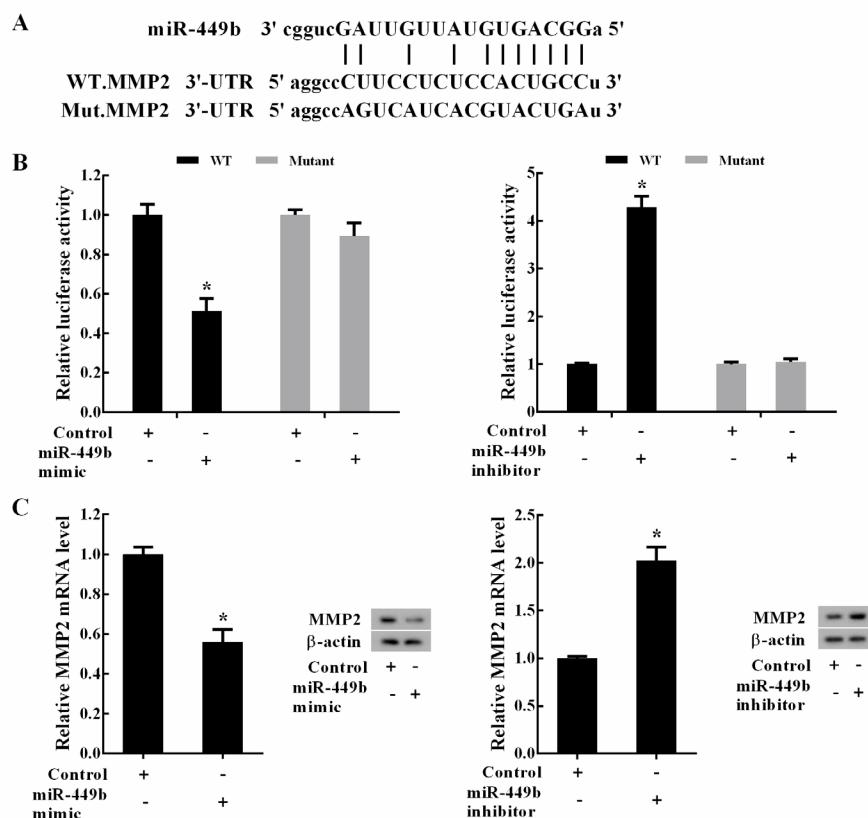 A
miR-449b 3' cggucGAUUGUUAUGUGACGGa 5'
WT.MMP2 3'-UTR 5' aggccCUUCCUCUCCACUGCCu 3'
Mut.MMP2 3'-UTR 5' aggccAGUCAUCACGUACUGAu 3'
B
WT Mutant
Relative luciferase activity
1.2
1.0
0.8
0.6
0.4
0.2
0.0
*
Control + - + -
miR-449b - + - +
mimic
WT Mutant
Relative luciferase activity
5
4
3
2
1
0
*
Control + - + -
miR-449b - + - +
inhibitor
C
Relative MMP2 mRNA level
1.2
1.0
0.8
0.6
0.4
0.2
0.0
*
Control + -
miR-449b - +
mimic
MMP2
β-actin
Control + -
miR-449b - +
mimic
Relative MMP2 mRNA level
2.5
2.0
1.5
1.0
0.5
0.0
*
Control + -
miR-449b - +
inhibitor
MMP2
β-actin
Control + -
miR-449b - +
inhibitor